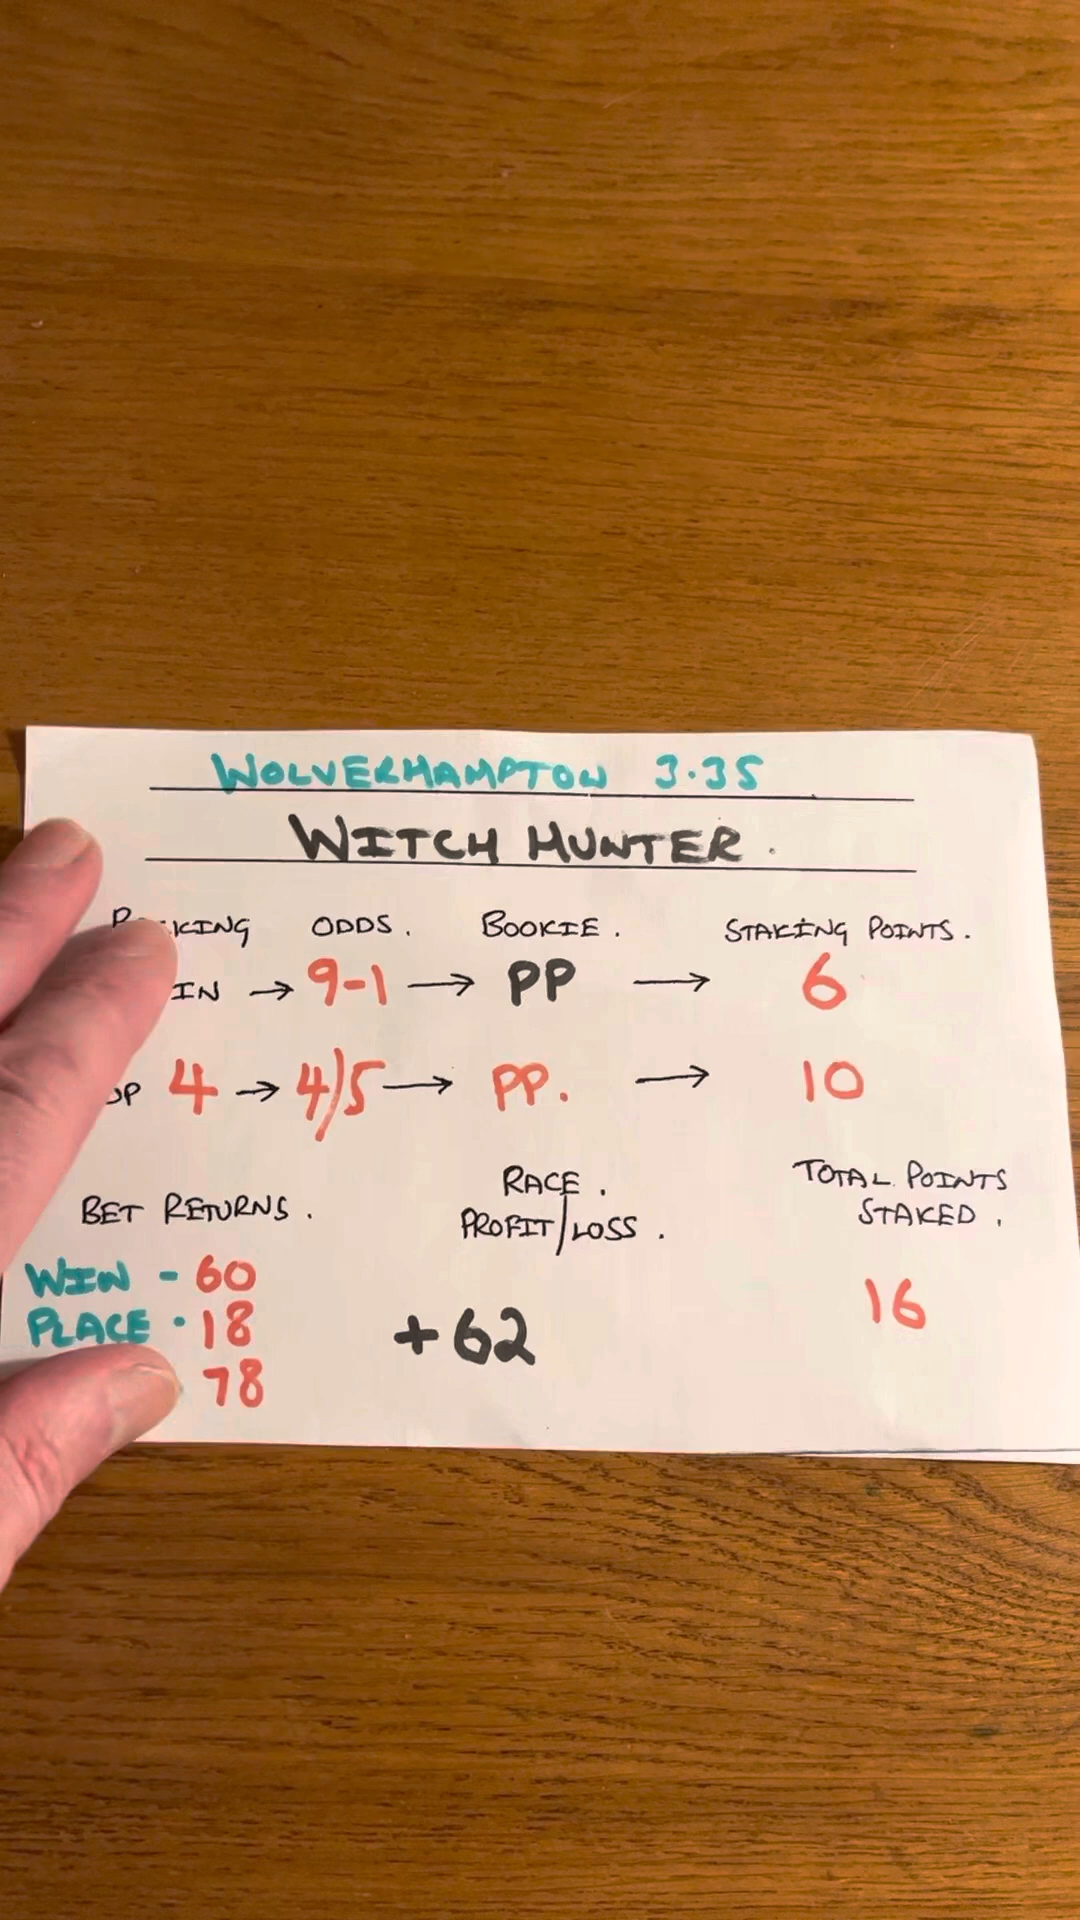 WOLVERHAMPTON 3.35
WITCH HUNTER.
ODDS. BOOKIE. STAKING POINTS.
→ 9-1 → PP → 6
4 → 4/5 → PP. → 10
BET RETURNS. RACE. PROFIT/LOSS. TOTAL POINTS STAKED.
WIN - 60
PLACE · 18
78
+62
16